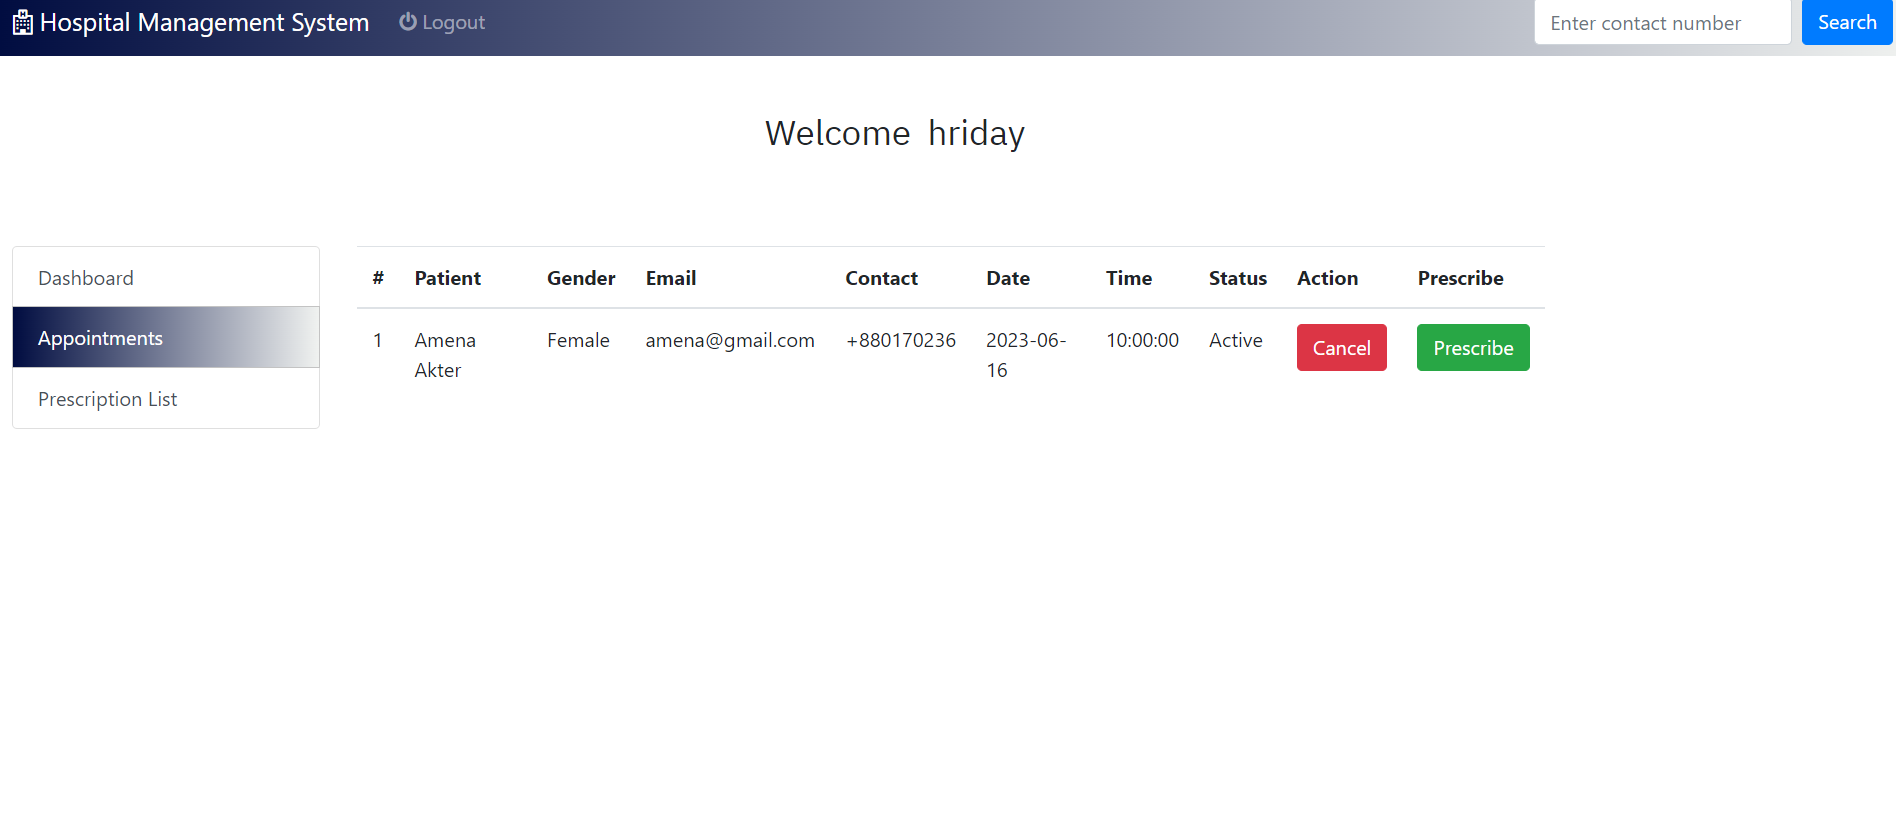 Hospital Management System Logout Enter contact number Search
Welcome hriday
Dashboard
Appointments
Prescription List
# Patient Gender Email Contact Date Time Status Action Prescribe
1 Amena Female amena@gmail.com +880170236 2023-06- 10:00:00 Active Cancel Prescribe
Akter 16